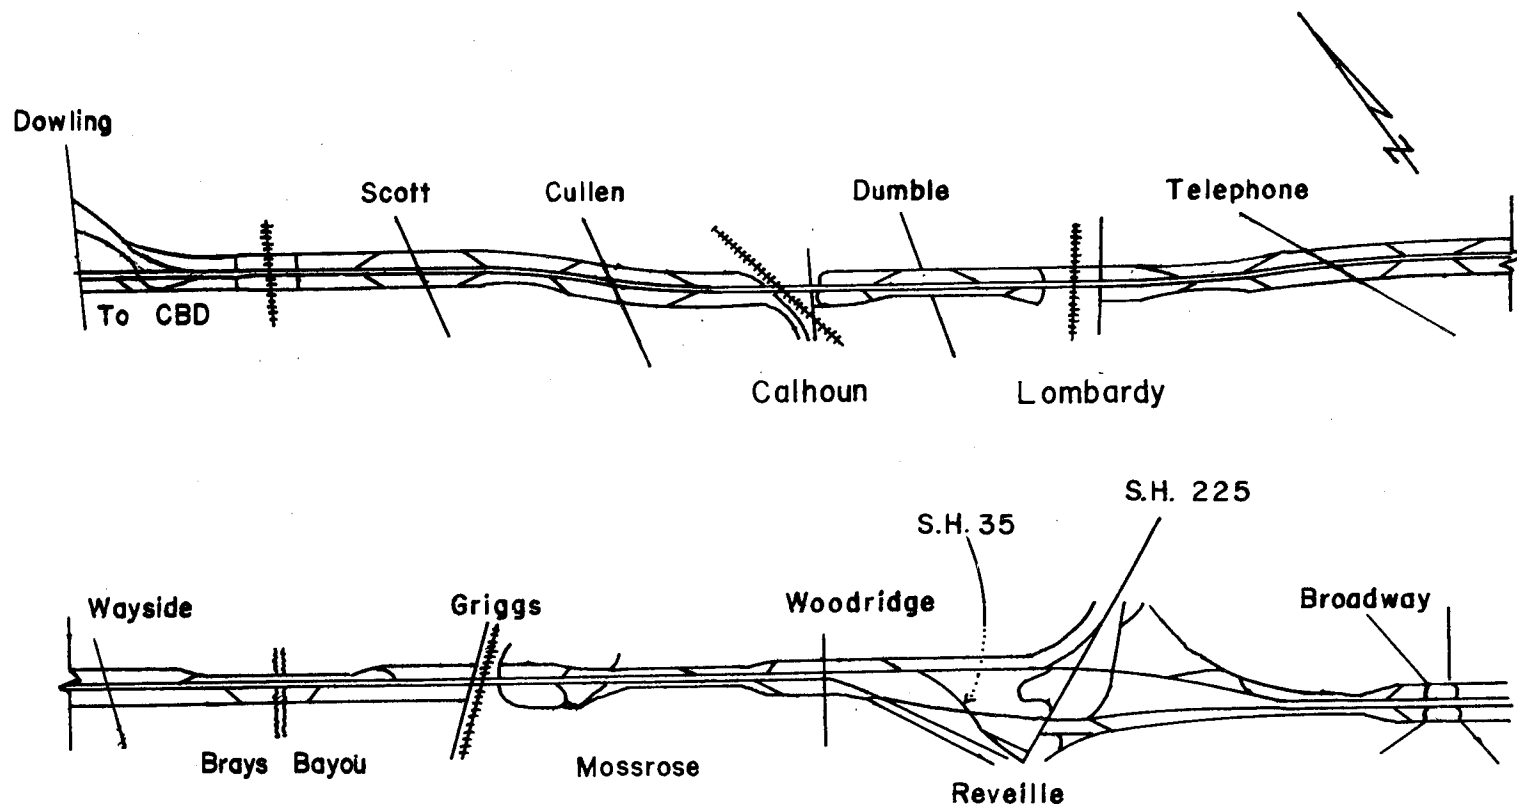 Dowling
Scott
Cullen
Dumble
Telephone
To CBD
Calhoun
Lombardy
S.H. 225
S.H. 35
Wayside
Griggs
Woodridge
Broadway
Brays Bayou
Mossrose
Reveille